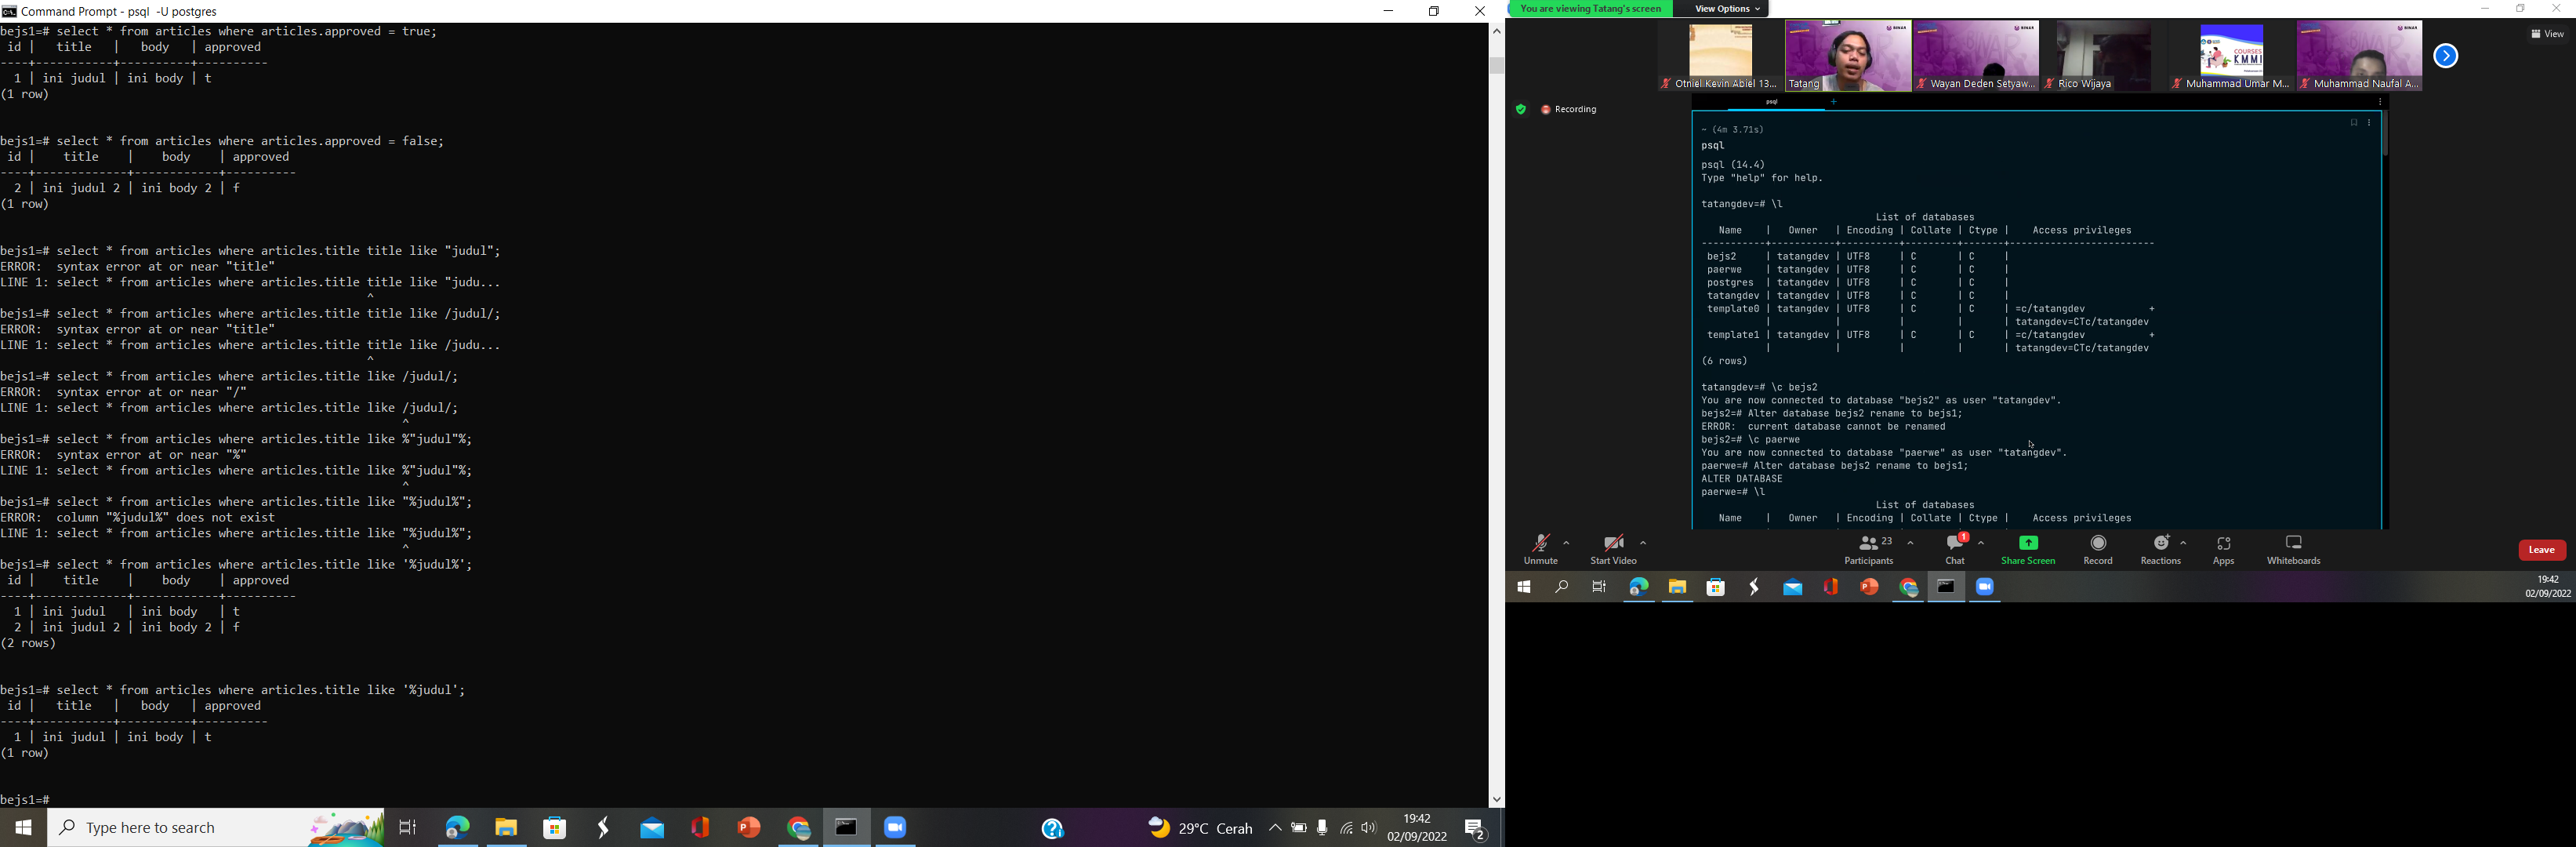 Command Prompt - psql -U postgres
bejs1=# select * from articles where articles.approved = true;
 id |   title   |   body   | approved
----+-----------+----------+----------
  1 | ini judul | ini body | t
(1 row)
bejs1=# select * from articles where articles.approved = false;
 id |    title    |    body    | approved
----+-------------+------------+----------
  2 | ini judul 2 | ini body 2 | f
(1 row)
bejs1=# select * from articles where articles.title title like "judul";
ERROR:  syntax error at or near "title"
LINE 1: select * from articles where articles.title title like "judu...
^
bejs1=# select * from articles where articles.title title like /judul/;
ERROR:  syntax error at or near "title"
LINE 1: select * from articles where articles.title title like /judu...
^
bejs1=# select * from articles where articles.title like /judul/;
ERROR:  syntax error at or near "/"
LINE 1: select * from articles where articles.title like /judul/;
^
bejs1=# select * from articles where articles.title like %"judul"%;
ERROR:  syntax error at or near "%"
LINE 1: select * from articles where articles.title like %"judul"%;
^
bejs1=# select * from articles where articles.title like "%judul%";
ERROR:  column "%judul%" does not exist
LINE 1: select * from articles where articles.title like "%judul%";
^
bejs1=# select * from articles where articles.title like '%judul%';
 id |    title    |    body    | approved
----+-------------+------------+----------
  1 | ini judul   | ini body   | t
  2 | ini judul 2 | ini body 2 | f
(2 rows)
bejs1=# select * from articles where articles.title like '%judul';
 id |   title   |   body   | approved
----+-----------+----------+----------
  1 | ini judul | ini body | t
(1 row)
bejs1=#
Type here to search
29°C Cerah
19:42
02/09/2022
2
You are viewing Tatang's screen
View Options
View
Otniel Kevin Abiel 13...
Tatang
Wayan Deden Setyaw...
Rico Wijaya
COURSES
KMMI
Muhammad Umar M...
Muhammad Naufal A...
Recording
psql
+
~ (4m 3.71s)
psql
psql (14.4)
Type "help" for help.
tatangdev=# \l
List of databases
   Name    |   Owner   | Encoding | Collate | Ctype |    Access privileges
-----------+-----------+----------+---------+-------+-------------------------
 bejs2     | tatangdev | UTF8     | C       | C     |
 paerwe    | tatangdev | UTF8     | C       | C     |
 postgres  | tatangdev | UTF8     | C       | C     |
 tatangdev | tatangdev | UTF8     | C       | C     |
 template0 | tatangdev | UTF8     | C       | C     | =c/tatangdev           +
           |           |          |         |       | tatangdev=CTc/tatangdev
 template1 | tatangdev | UTF8     | C       | C     | =c/tatangdev           +
           |           |          |         |       | tatangdev=CTc/tatangdev
(6 rows)
tatangdev=# \c bejs2
You are now connected to database "bejs2" as user "tatangdev".
bejs2=# Alter database bejs2 rename to bejs1;
ERROR:  current database cannot be renamed
bejs2=# \c paerwe
You are now connected to database "paerwe" as user "tatangdev".
paerwe=# Alter database bejs2 rename to bejs1;
ALTER DATABASE
paerwe=# \l
List of databases
   Name    |   Owner   | Encoding | Collate | Ctype |    Access privileges
Unmute
Start Video
23
Participants
1
Chat
Share Screen
Record
Reactions
Apps
Whiteboards
Leave
19:42
02/09/2022